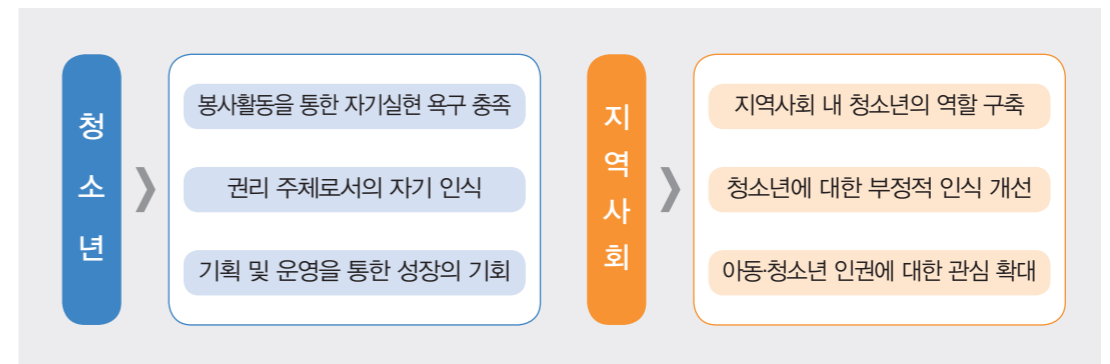 청소년
봉사활동을 통한 자기실현 욕구 충족
권리 주체로서의 자기 인식
기획 및 운영을 통한 성장의 기회
지역사회
지역사회 내 청소년의 역할 구축
청소년에 대한 부정적 인식 개선
아동·청소년 인권에 대한 관심 확대